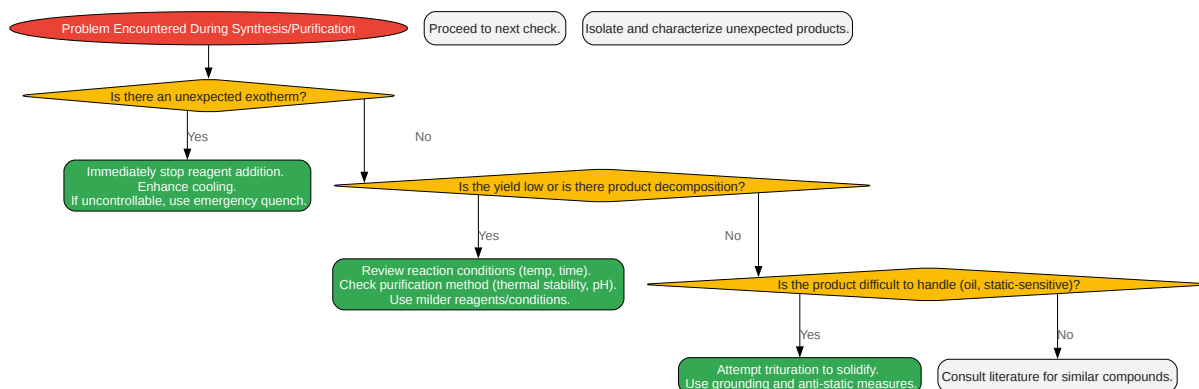 Problem Encountered During Synthesis/Purification
Proceed to next check.
Isolate and characterize unexpected products.
Is there an unexpected exotherm?
Yes
No
Immediately stop reagent addition.
Enhance cooling.
If uncontrollable, use emergency quench.
Is the yield low or is there product decomposition?
Yes
No
Review reaction conditions (temp, time).
Check purification method (thermal stability, pH).
Use milder reagents/conditions.
Is the product difficult to handle (oil, static-sensitive)?
Yes
No
Attempt trituration to solidify.
Use grounding and anti-static measures.
Consult literature for similar compounds.